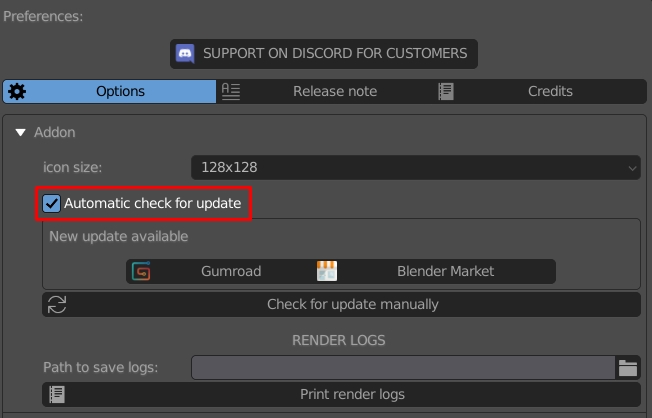 Preferences:
SUPPORT ON DISCORD FOR CUSTOMERS
Options Release note Credits
Addon
icon size: 128x128
Automatic check for update
New update available
Gumroad Blender Market
Check for update manually
RENDER LOGS
Path to save logs:
Print render logs